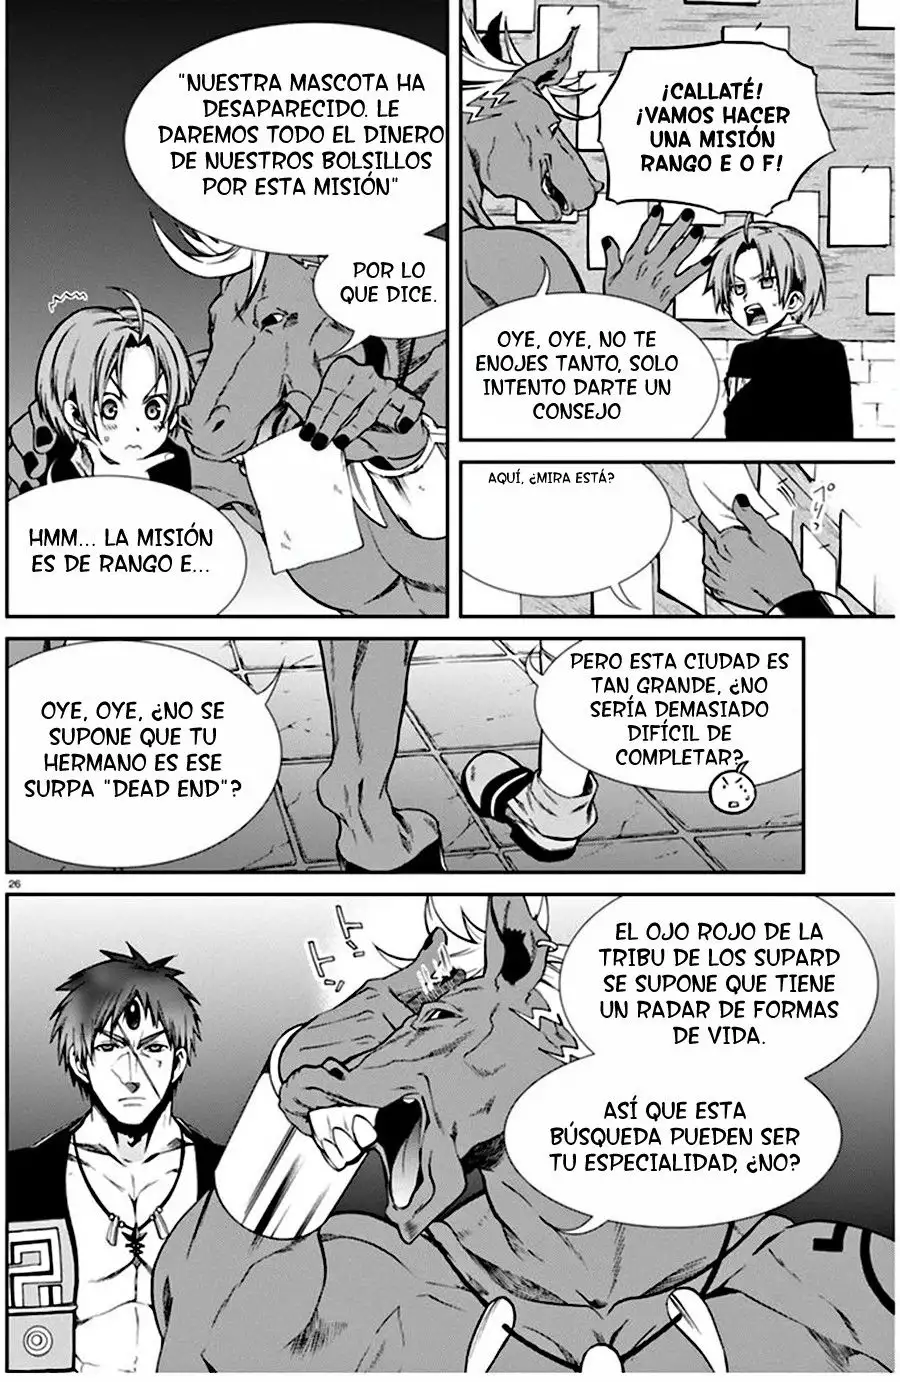 ¡CALLATÉ!
¡VAMOS HACER
UNA MISIÓN
RANGO E O F!
OYE, OYE, NO TE
ENOJES TANTO, SOLO
INTENTO DARTE UN
CONSEJO
AQUÍ, ¿MIRA ESTÁ?
"NUESTRA MASCOTA HA
DESAPARECIDO. LE
DAREMOS TODO EL DINERO
DE NUESTROS BOLSILLOS
POR ESTA MISIÓN"
POR LO
QUE DICE.
HMM... LA MISIÓN
ES DE RANGO E...
PERO ESTA CIUDAD ES
TAN GRANDE, ¿NO
SERÍA DEMASIADO
DIFÍCIL DE
COMPLETAR?
OYE, OYE, ¿NO SE
SUPONE QUE TU
HERMANO ES ESE
SURPA "DEAD END"?
26
EL OJO ROJO DE LA
TRIBU DE LOS SUPARD
SE SUPONE QUE TIENE
UN RADAR DE FORMAS
DE VIDA.
ASÍ QUE ESTA
BÚSQUEDA PUEDEN SER
TU ESPECIALIDAD, ¿NO?
トントン